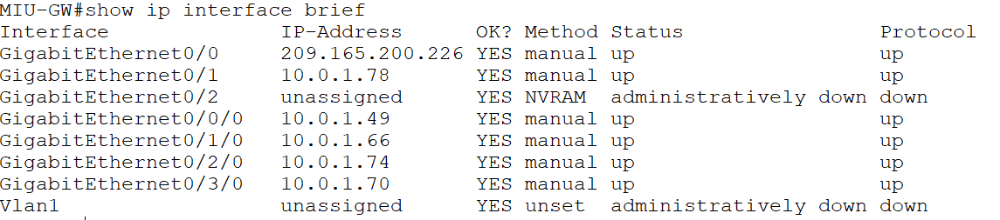 MIU-GW#show ip interface brief
Interface IP-Address OK? Method Status Protocol
GigabitEthernet0/0 209.165.200.226 YES manual up up
GigabitEthernet0/1 10.0.1.78 YES manual up up
GigabitEthernet0/2 unassigned YES NVRAM administratively down down
GigabitEthernet0/0/0 10.0.1.49 YES manual up up
GigabitEthernet0/1/0 10.0.1.66 YES manual up up
GigabitEthernet0/2/0 10.0.1.74 YES manual up up
GigabitEthernet0/3/0 10.0.1.70 YES manual up up
Vlan1 unassigned YES unset administratively down down